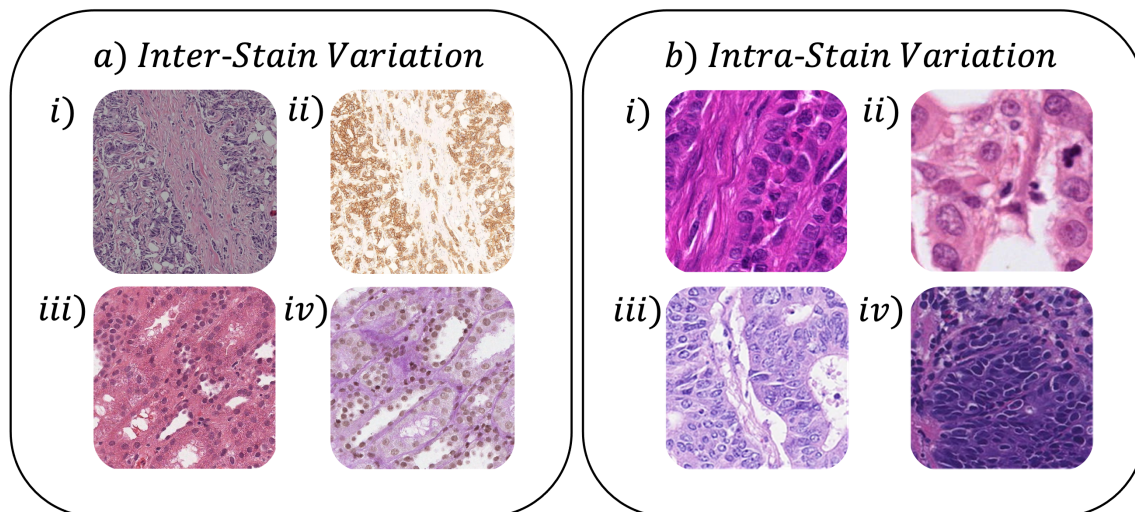 a) Inter-Stain Variation
i)
ii)
iii)
iv)
b) Intra-Stain Variation
i)
ii)
iii)
iv)